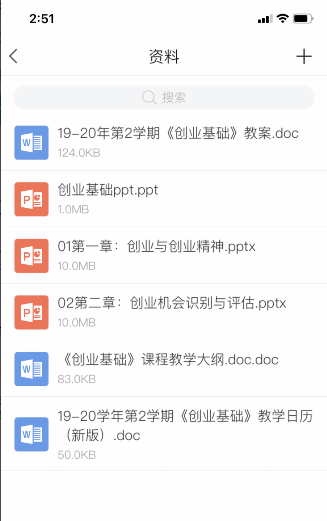 2:51
资料
搜索
19-20年第2学期《创业基础》教案.doc
124.0KB
创业基础ppt.ppt
1.0MB
01第一章：创业与创业精神.pptx
10.0MB
02第二章：创业机会识别与评估.pptx
10.0MB
《创业基础》课程教学大纲.doc.doc
83.0KB
19-20学年第2学期《创业基础》教学日历
（新版）.doc
50.0KB